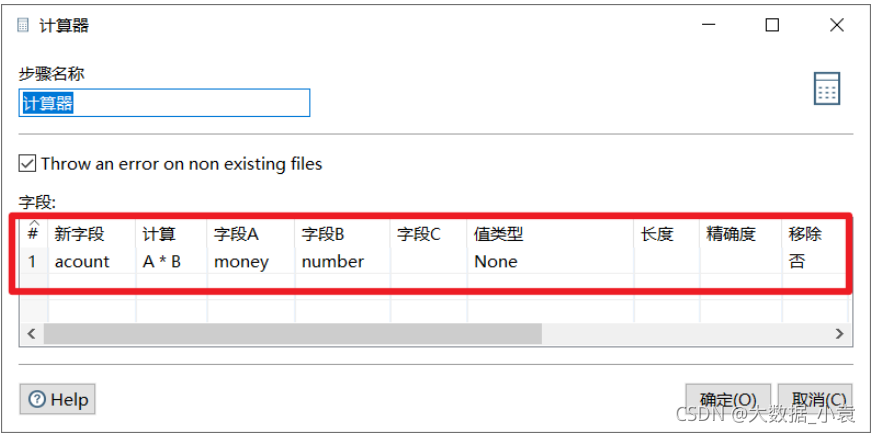 计算器
步骤名称
计算器
Throw an error on non existing files
字段:
# 新字段 计算 字段A 字段B 字段C 值类型 长度 精确度 移除
1 acount A * B money number None 否
Help 确定(O) 取消(C)
CSDN @大数据_小袁